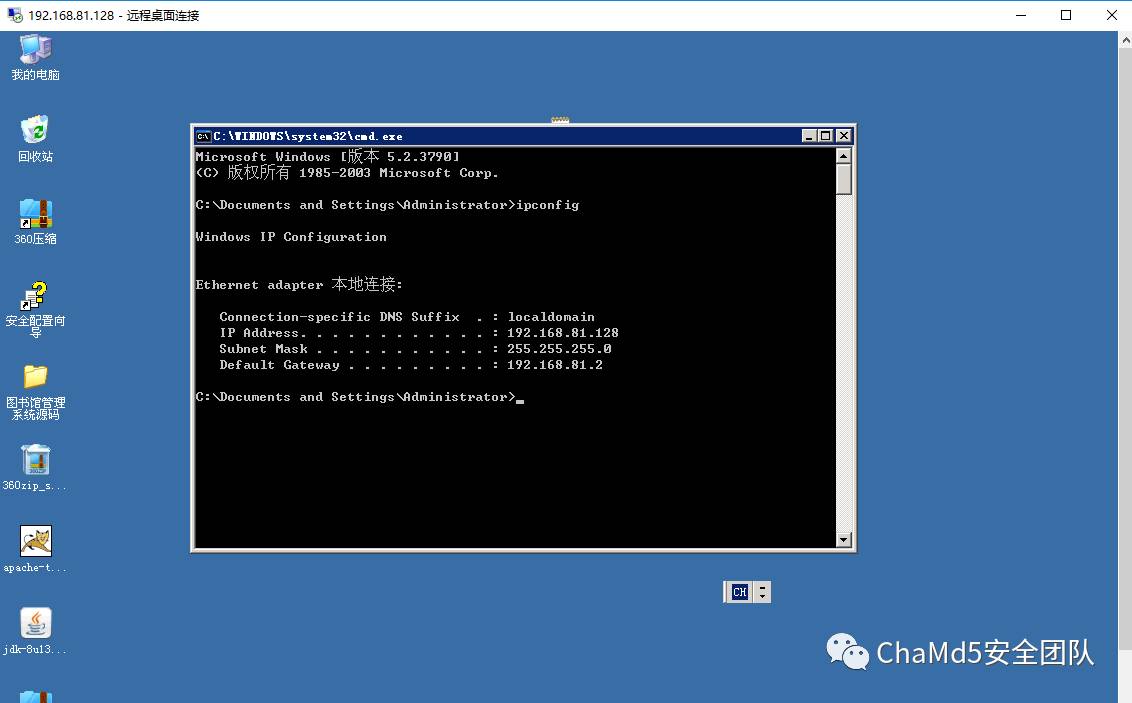 192.168.81.128 - 远程桌面连接
我的电脑
回收站
360压缩
安全配置向
导
图书馆管理
系统源码
360zip_s...
apache-t...
jdk-8u13...
C:\WINDOWS\system32\cmd.exe
Microsoft Windows [版本 5.2.3790]
(C) 版权所有 1985-2003 Microsoft Corp.
C:\Documents and Settings\Administrator>ipconfig
Windows IP Configuration
Ethernet adapter 本地连接:
Connection-specific DNS Suffix  . : localdomain
IP Address. . . . . . . . . . . . : 192.168.81.128
Subnet Mask . . . . . . . . . . . : 255.255.255.0
Default Gateway . . . . . . . . . : 192.168.81.2
C:\Documents and Settings\Administrator>_
CH
ChaMd5安全团队